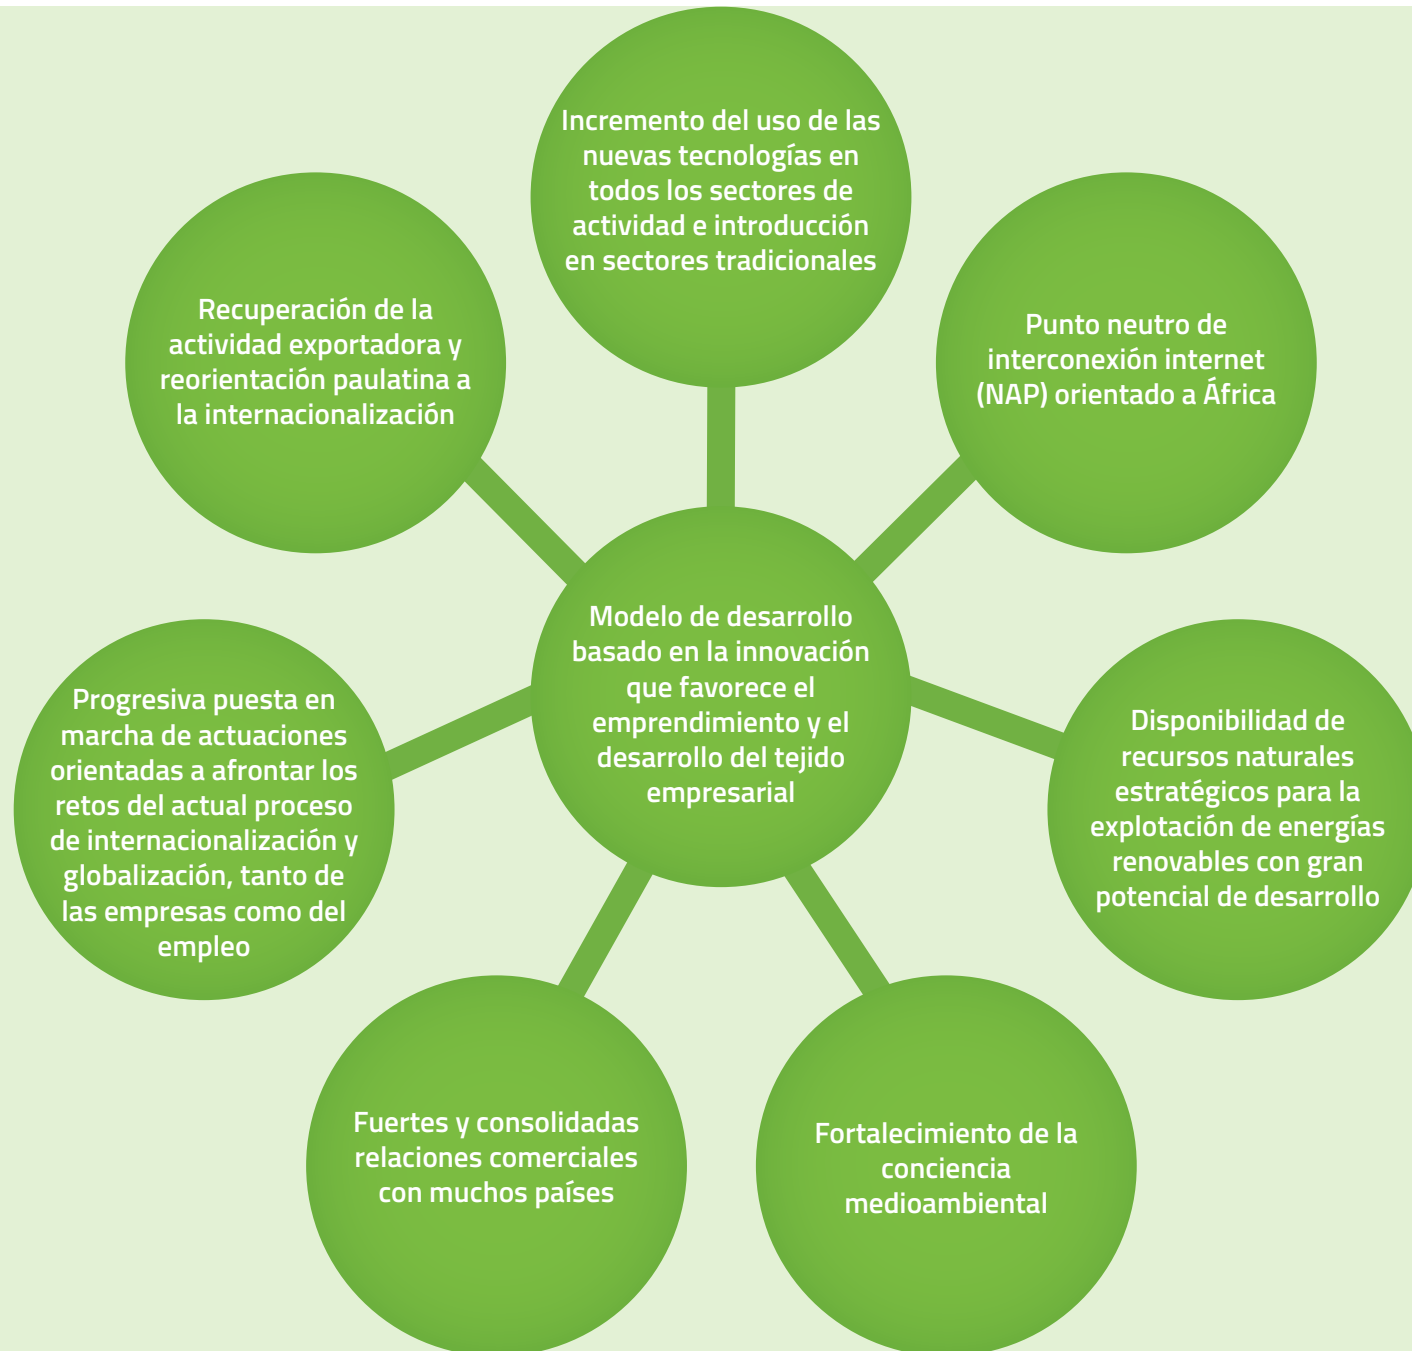 Incremento del uso de las
nuevas tecnologías en
todos los sectores de
actividad e introducción
en sectores tradicionales
Recuperación de la
actividad exportadora y
reorientación paulatina a
la internacionalización
Punto neutro de
interconexión internet
(NAP) orientado a África
Modelo de desarrollo
basado en la innovación
que favorece el
emprendimiento y el
desarrollo del tejido
empresarial
Progresiva puesta en
marcha de actuaciones
orientadas a afrontar los
retos del actual proceso
de internacionalización y
globalización, tanto de
las empresas como del
empleo
Disponibilidad de
recursos naturales
estratégicos para la
explotación de energías
renovables con gran
potencial de desarrollo
Fuertes y consolidadas
relaciones comerciales
con muchos países
Fortalecimiento de la
conciencia
medioambiental